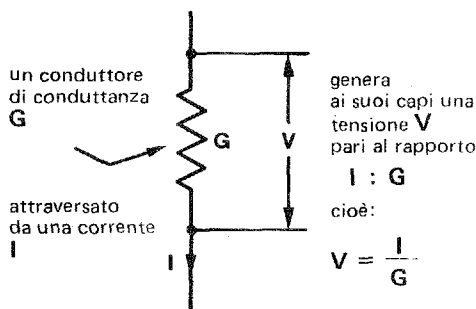 un conduttore
di conduttanza
G
attraversato
da una corrente
I
G
I
V
genera
ai suoi capi una
tensione V
pari al rapporto
I : G
cioè:
V = I / G